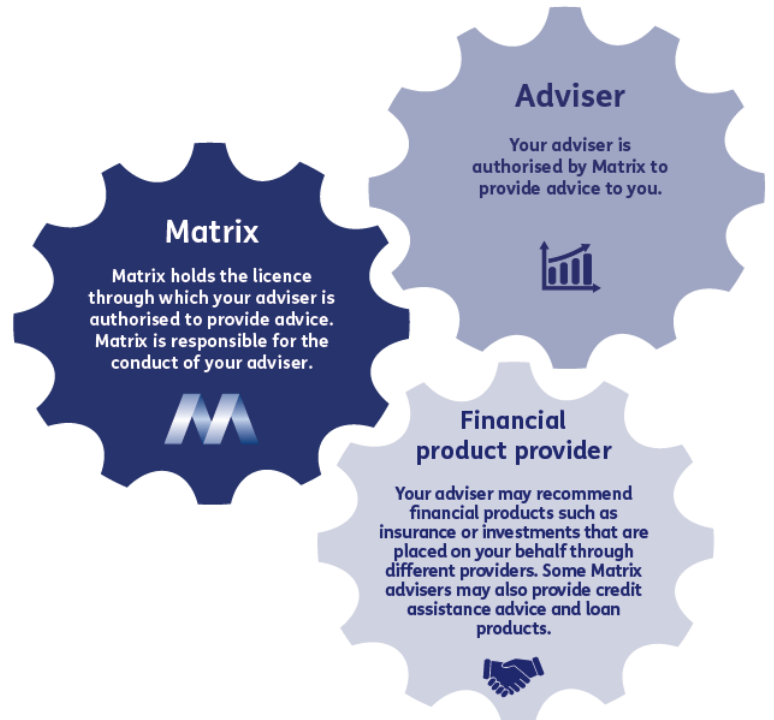 Adviser
Your adviser is
authorised by Matrix to
provide advice to you.
Matrix
Matrix holds the licence
through which your adviser is
authorised to provide advice.
Matrix is responsible for the
conduct of your adviser.
Financial
product provider
Your adviser may recommend
financial products such as
insurance or investments that are
placed on your behalf through
different providers. Some Matrix
advisers may also provide credit
assistance advice and loan
products.